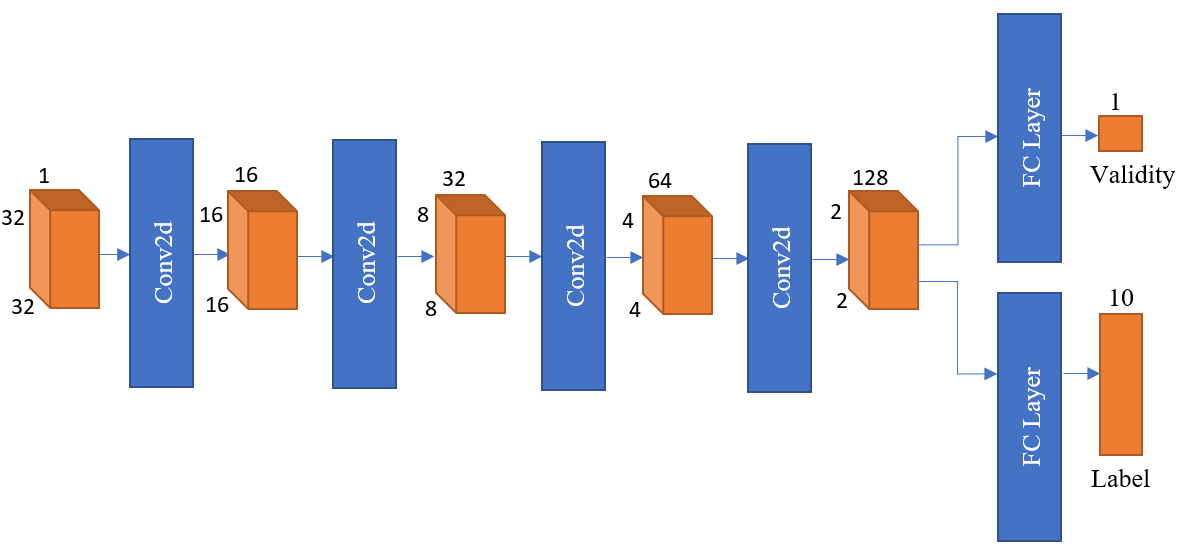 1
32
32
Conv2d
16
16
16
Conv2d
32
8
8
Conv2d
64
4
4
Conv2d
128
2
2
FC Layer
1
Validity
FC Layer
10
Label